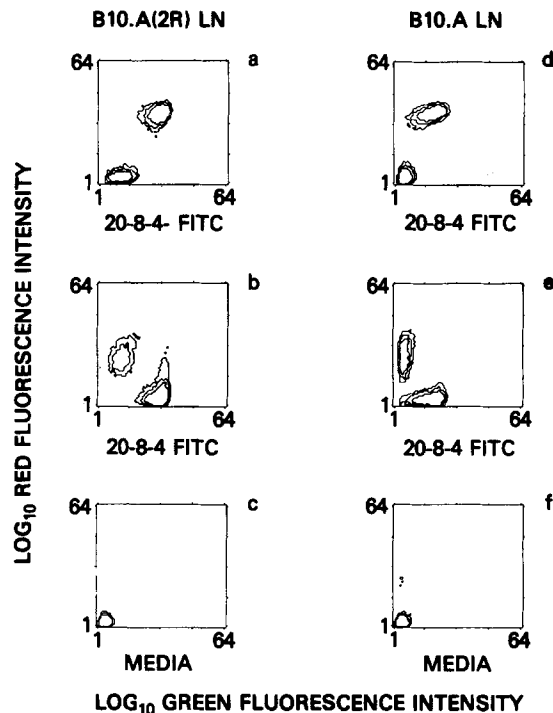 B10.A(2R) LN
B10.A LN
64
a
1
1
64
20-8-4- FITC
64
d
1
1
64
20-8-4 FITC
64
b
1
1
64
20-8-4 FITC
64
e
1
1
64
20-8-4 FITC
64
c
1
1
64
MEDIA
64
f
1
1
64
MEDIA
LOG₁₀ RED FLUORESCENCE INTENSITY
LOG₁₀ GREEN FLUORESCENCE INTENSITY